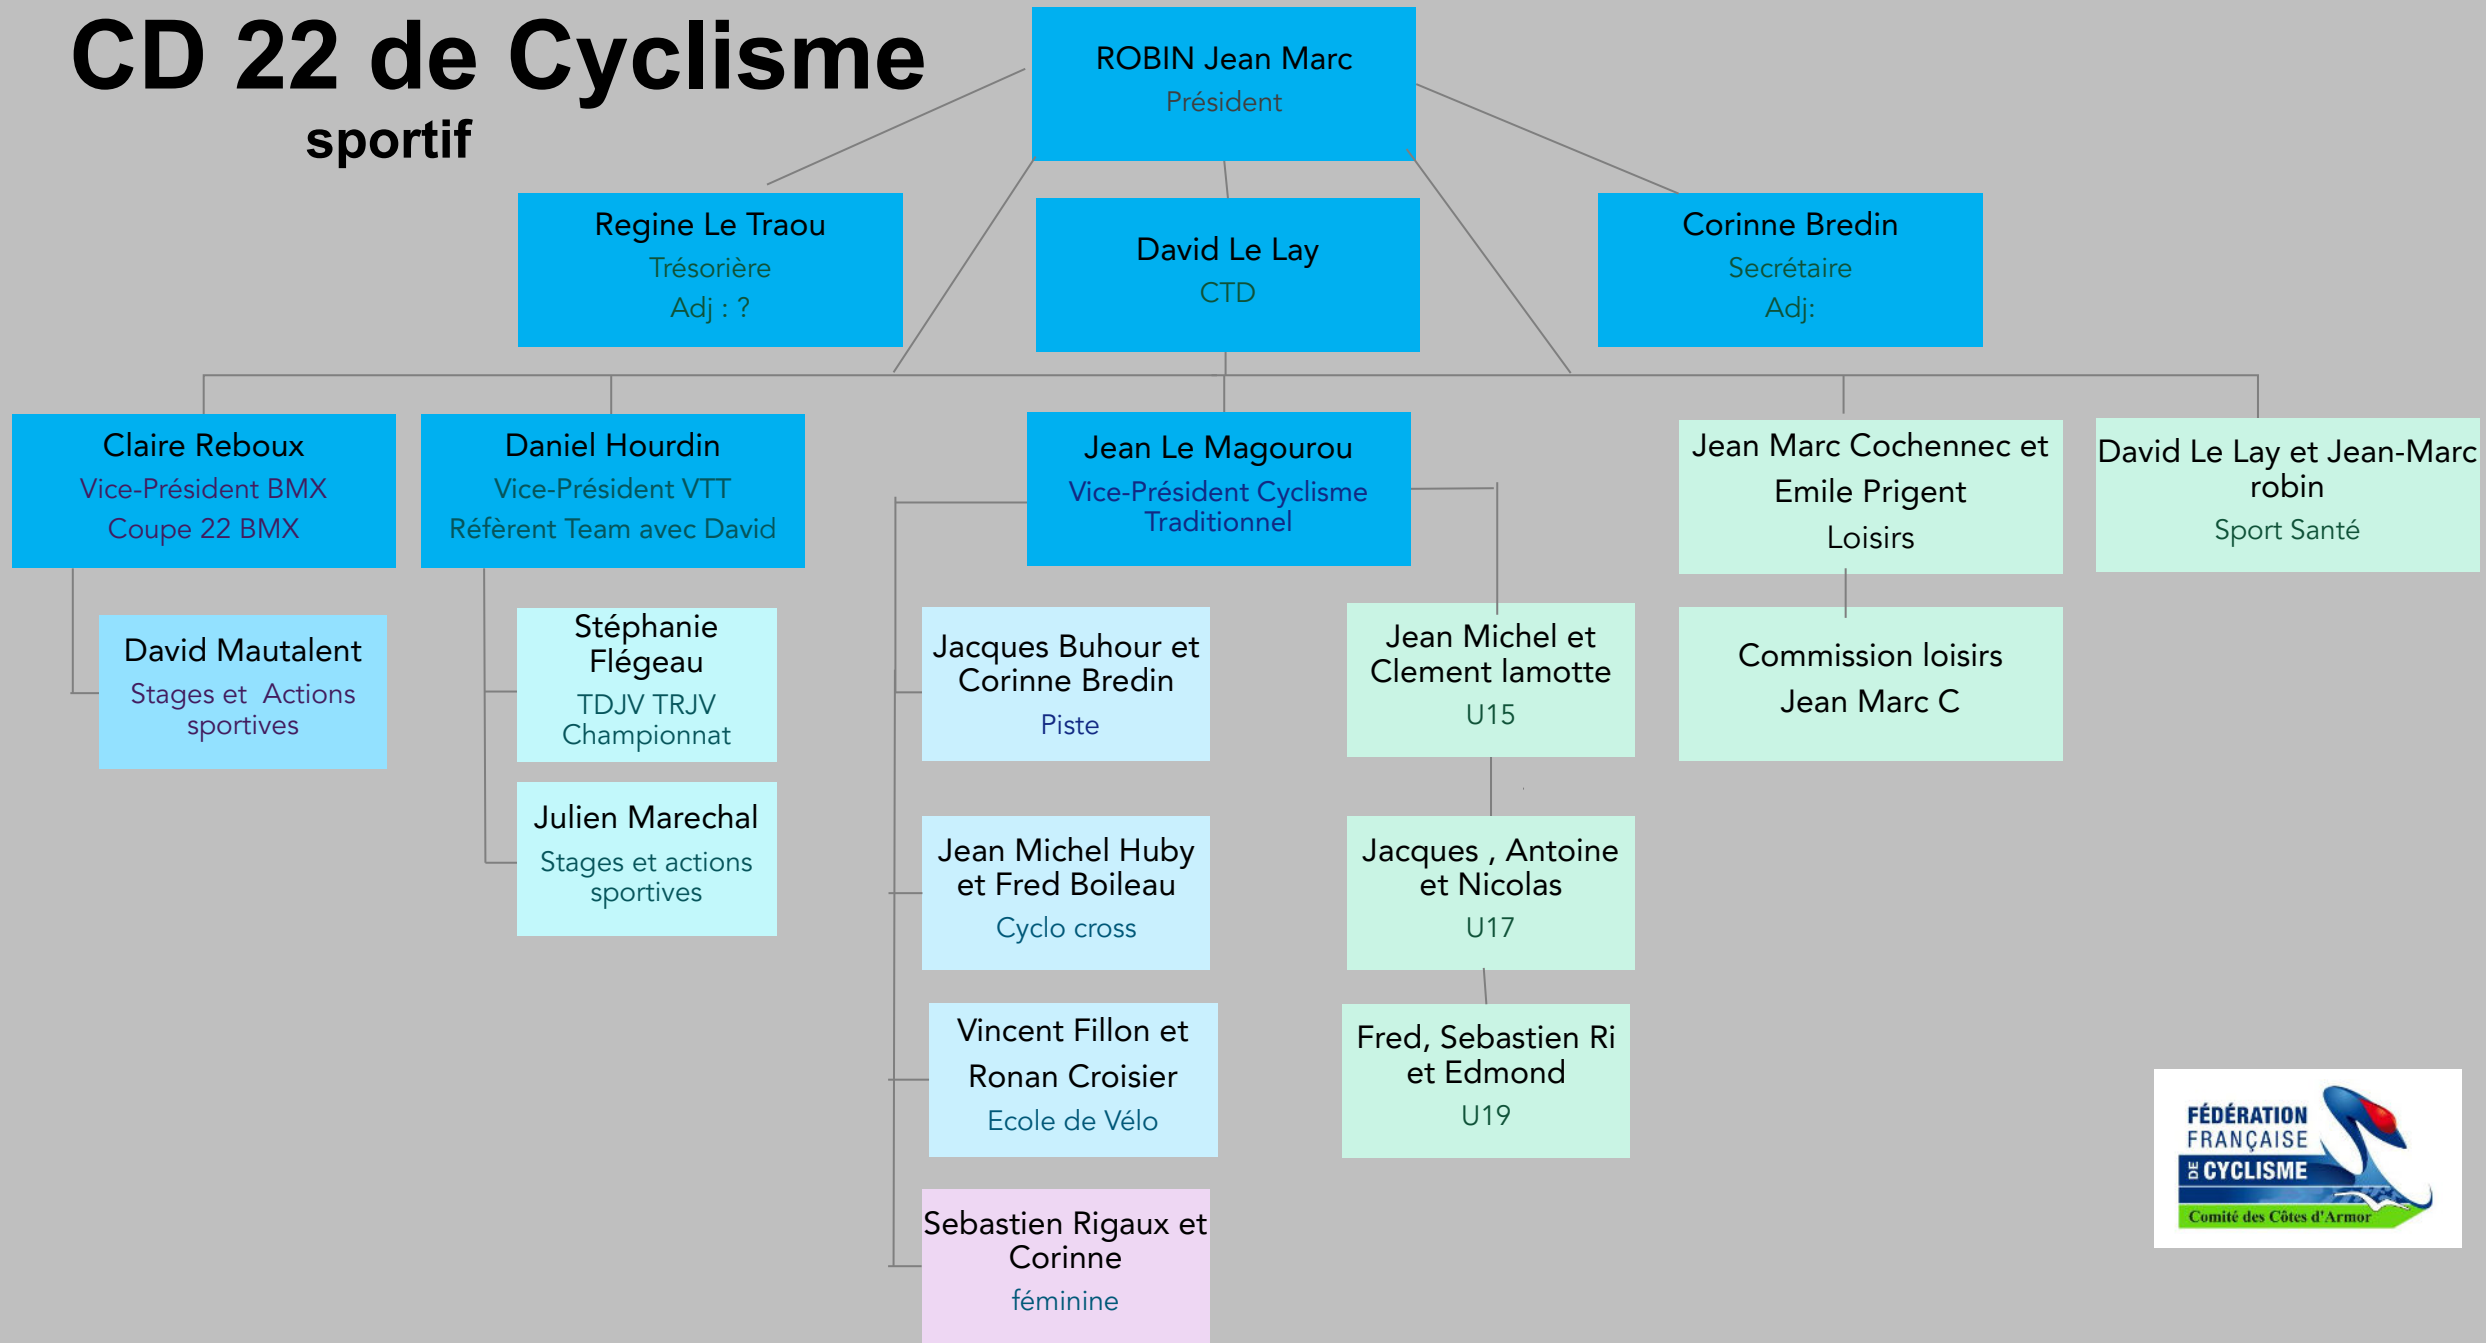 CD 22 de Cyclisme
sportif
ROBIN Jean Marc
Président
Regine Le Traou
Trésorière
Adj : ?
David Le Lay
CTD
Corinne Bredin
Secrétaire
Adj:
Claire Reboux
Vice-Président BMX
Coupe 22 BMX
Daniel Hourdin
Vice-Président VTT
Réfèrent Team avec David
Jean Le Magourou
Vice-Président Cyclisme
Traditionnel
Jean Marc Cochennec et
Emile Prigent
Loisirs
David Le Lay et Jean-Marc
robin
Sport Santé
David Mautalent
Stages et  Actions
sportives
Stéphanie
Flégeau
TDJV TRJV
Championnat
Jacques Buhour et
Corinne Bredin
Piste
Jean Michel et
Clement lamotte
U15
Commission loisirs
Jean Marc C
Julien Marechal
Stages et actions
sportives
Jean Michel Huby
et Fred Boileau
Cyclo cross
Jacques , Antoine
et Nicolas
U17
Vincent Fillon et
Ronan Croisier
Ecole de Vélo
Fred, Sebastien Ri
et Edmond
U19
Sebastien Rigaux et
Corinne
féminine
FÉDÉRATION
FRANÇAISE
DE CYCLISME
Comité des Côtes d'Armor